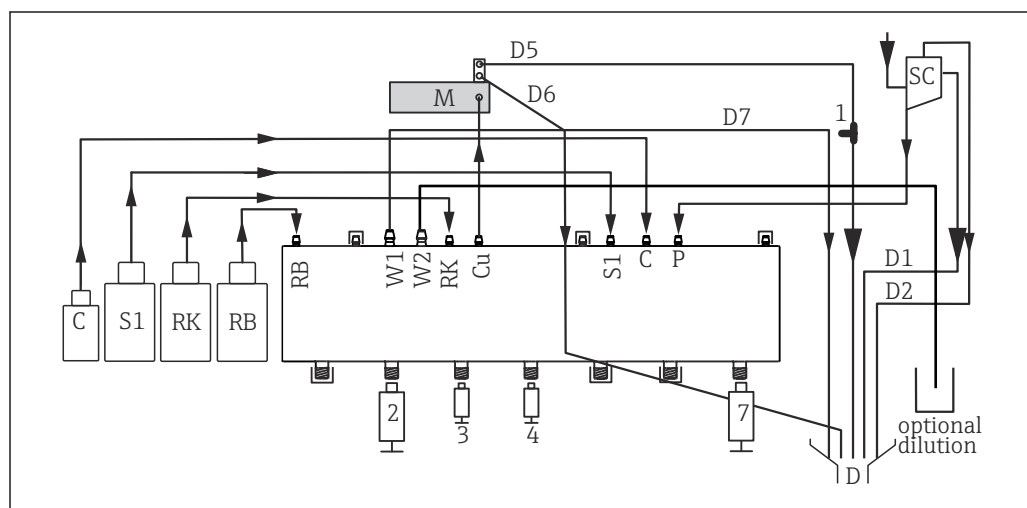 D5
SC
M
D6
1
D7
RB
W1
W2
RK
Cu
S1
C
P
D1
D2
C
S1
RK
RB
2
3
4
7
optional
dilution
D